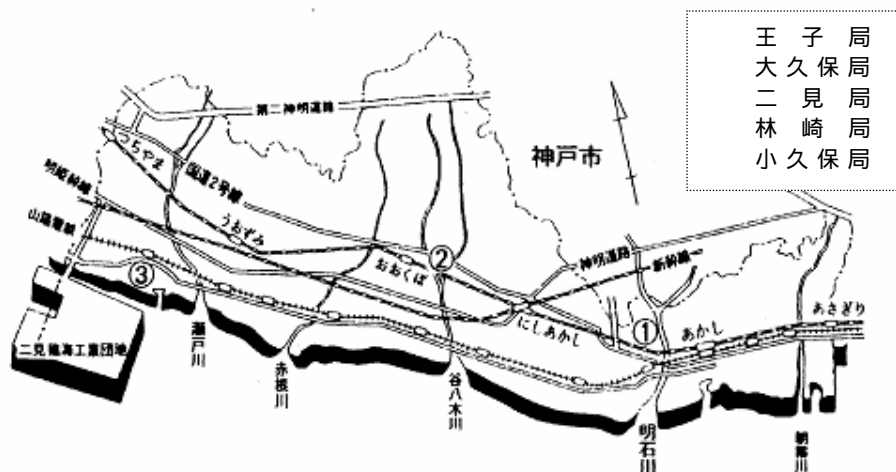 王子局
大久保局
二見局
林崎局
小久保局
第二神明道路
神戸市
つちやま
国道2号線
明姫幹線
うおずみ
山陽電鉄
②
おおくぼ
神明道路
新幹線
③
①
あさぎり
にしあかし
あかし
二見臨海工業団地
瀬戸川
赤根川
谷八木川
明石川
朝霧川